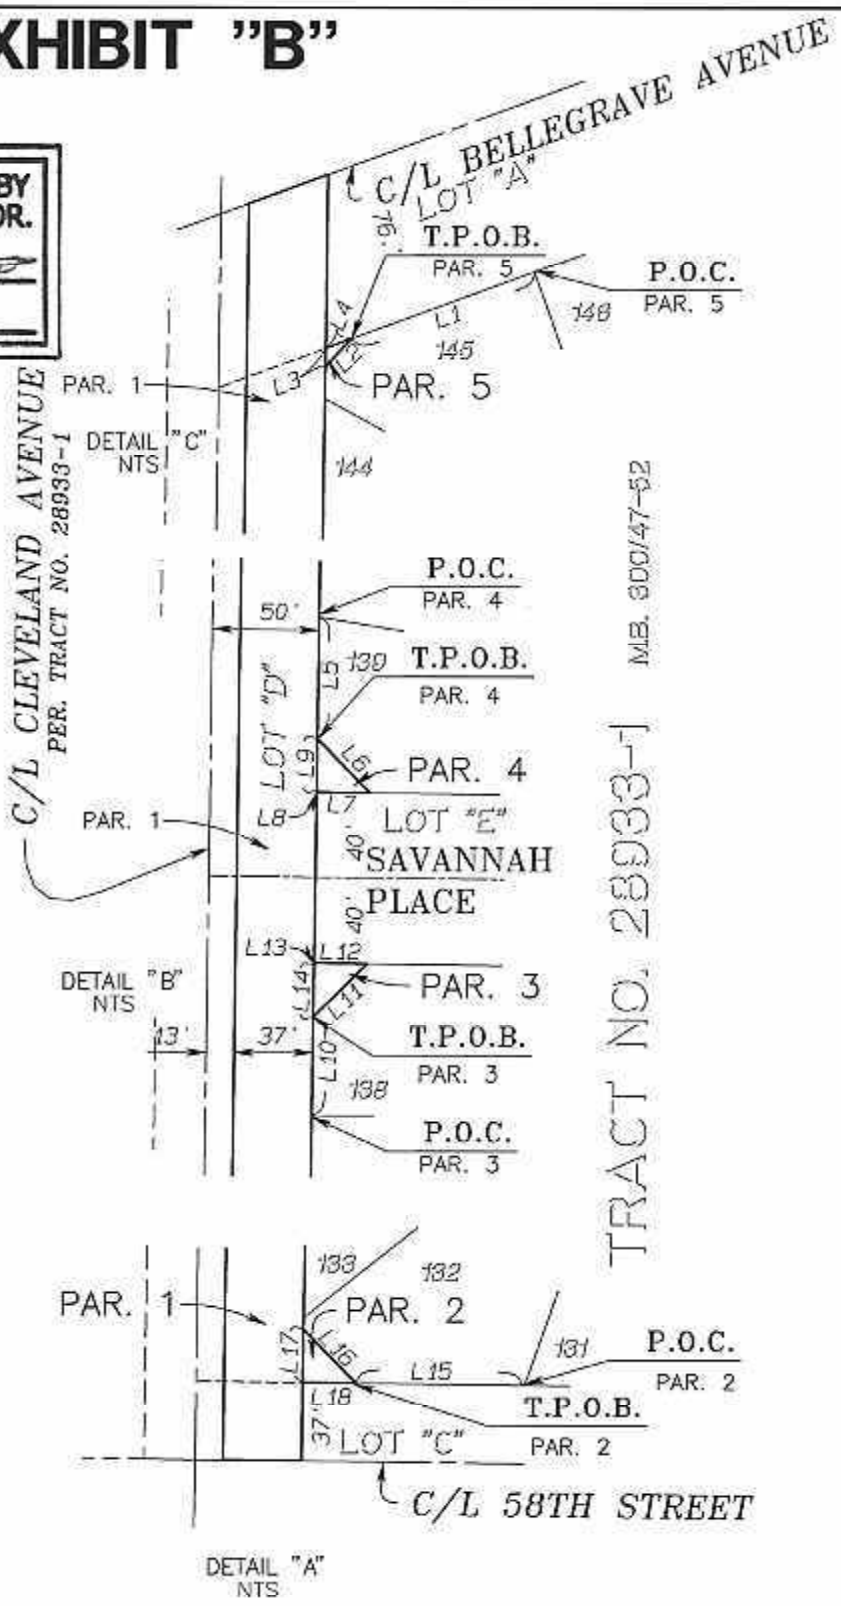 XHIBIT "B"
BY
OR.
C/L BELLEGRAVE AVENUE
LOT "A"
76'
T.P.O.B.
PAR. 5
P.O.C.
PAR. 5
L4
L1
148
L2
145
L3
PAR. 1
PAR. 5
DETAIL "C"
NTS
144
C/L CLEVELAND AVENUE
PER. TRACT NO. 28933-1
M.B. 300/47-52
TRACT NO. 28933-1
P.O.C.
PAR. 4
50'
L5
139
T.P.O.B.
PAR. 4
LOT "D"
L9
L6
PAR. 4
L7
L8
PAR. 1
LOT "E"
40'
SAVANNAH
PLACE
40'
L13
L12
DETAIL "B"
NTS
L14
L11
PAR. 3
13'
37'
T.P.O.B.
PAR. 3
L10
138
P.O.C.
PAR. 3
133
132
PAR. 1
PAR. 2
L17
L16
L15
131
P.O.C.
PAR. 2
L18
T.P.O.B.
PAR. 2
37'
LOT "C"
C/L 58TH STREET
DETAIL "A"
NTS